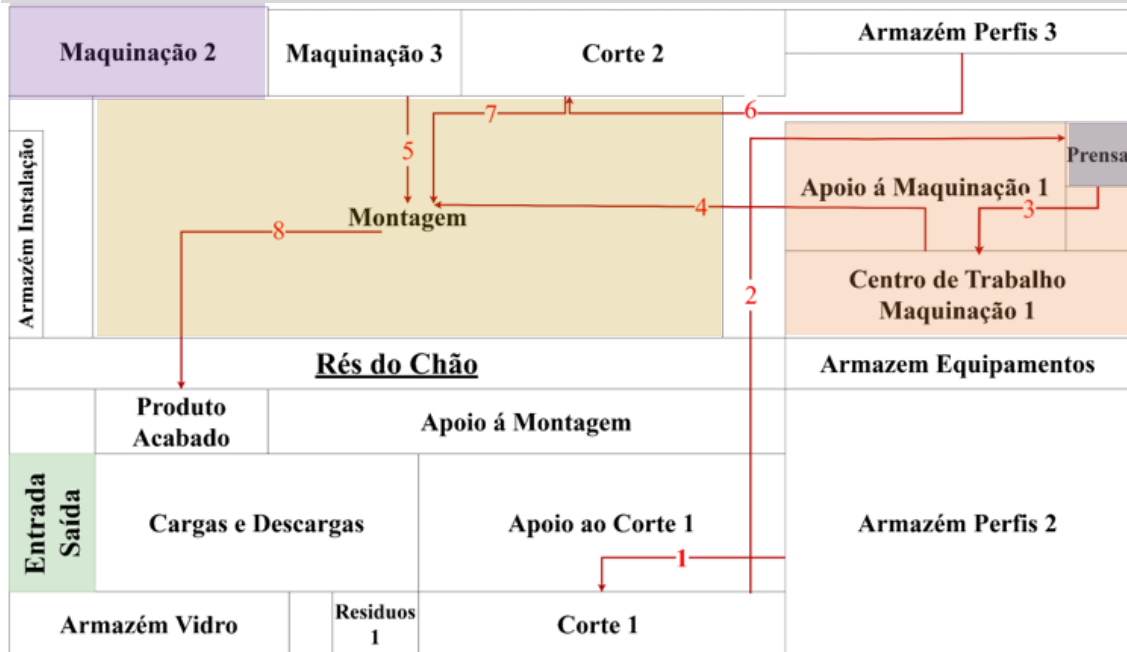 Maquinação 2
Maquinação 3
Corte 2
Armazém Perfis 3
7
6
5
Armazém Instalação
Prensa
Apoio á Maquinação 1
4
3
Montagem
8
2
Centro de Trabalho
Maquinação 1
Rés do Chão
Armazem Equipamentos
Produto
Acabado
Apoio á Montagem
Entrada
Saída
Cargas e Descargas
Apoio ao Corte 1
Armazém Perfis 2
1
Armazém Vidro
Residuos
1
Corte 1